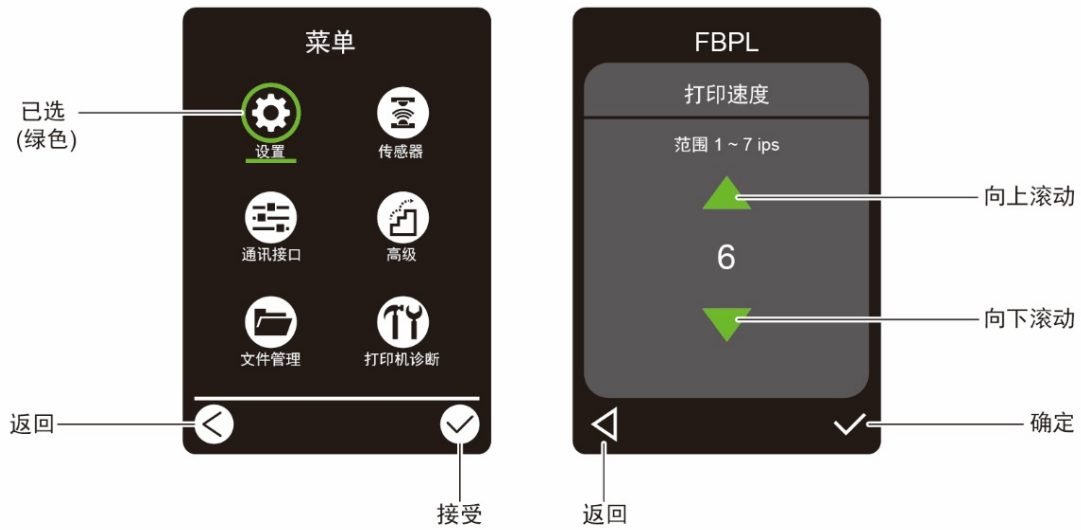 菜单
已选
(绿色)
设置
传感器
通讯接口
高级
文件管理
打印机诊断
返回
接受
FBPL
打印速度
范围 1 ~ 7 ips
向上滚动
6
向下滚动
确定
返回